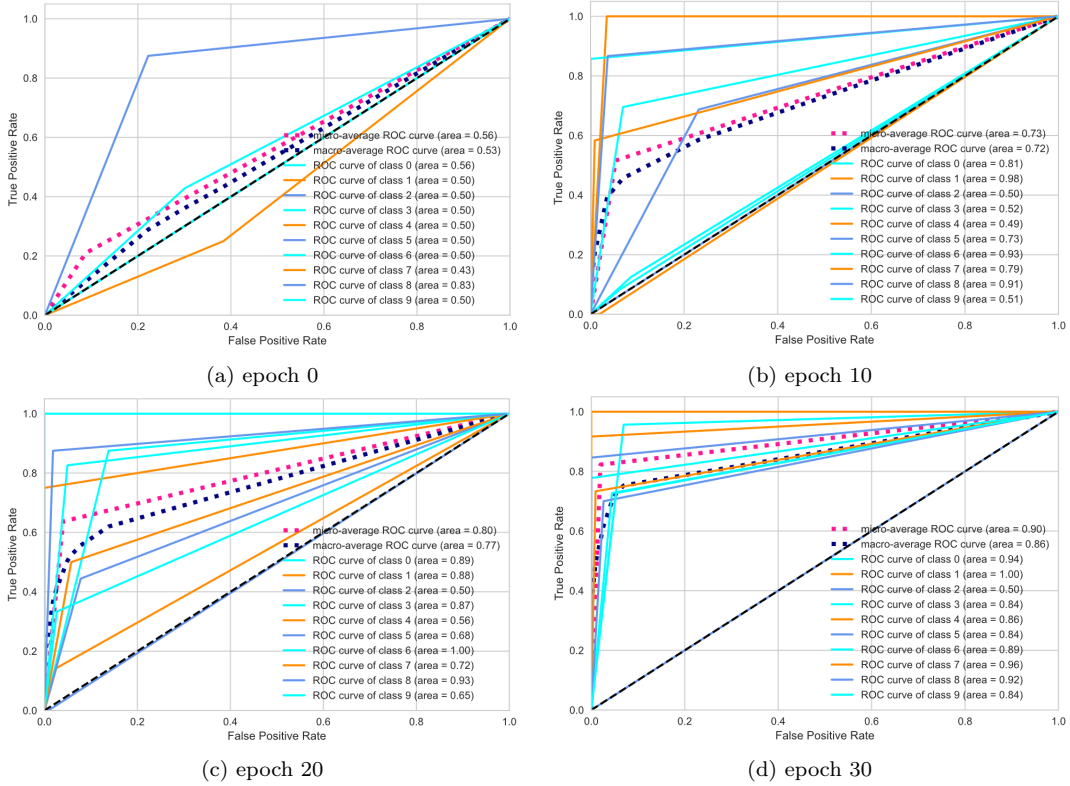 1.0
0.8
0.6
0.4
0.2
0.0
True Positive Rate
micro-average ROC curve (area = 0.56)
macro-average ROC curve (area = 0.53)
ROC curve of class 0 (area = 0.56)
ROC curve of class 1 (area = 0.50)
ROC curve of class 2 (area = 0.50)
ROC curve of class 3 (area = 0.50)
ROC curve of class 4 (area = 0.50)
ROC curve of class 5 (area = 0.50)
ROC curve of class 6 (area = 0.50)
ROC curve of class 7 (area = 0.43)
ROC curve of class 8 (area = 0.83)
ROC curve of class 9 (area = 0.50)
0.0 0.2 0.4 0.6 0.8 1.0
False Positive Rate
(a) epoch 0
1.0
0.8
0.6
0.4
0.2
0.0
True Positive Rate
micro-average ROC curve (area = 0.73)
macro-average ROC curve (area = 0.72)
ROC curve of class 0 (area = 0.81)
ROC curve of class 1 (area = 0.98)
ROC curve of class 2 (area = 0.50)
ROC curve of class 3 (area = 0.52)
ROC curve of class 4 (area = 0.49)
ROC curve of class 5 (area = 0.73)
ROC curve of class 6 (area = 0.93)
ROC curve of class 7 (area = 0.79)
ROC curve of class 8 (area = 0.91)
ROC curve of class 9 (area = 0.51)
0.0 0.2 0.4 0.6 0.8 1.0
False Positive Rate
(b) epoch 10
1.0
0.8
0.6
0.4
0.2
0.0
True Positive Rate
micro-average ROC curve (area = 0.80)
macro-average ROC curve (area = 0.77)
ROC curve of class 0 (area = 0.89)
ROC curve of class 1 (area = 0.88)
ROC curve of class 2 (area = 0.50)
ROC curve of class 3 (area = 0.87)
ROC curve of class 4 (area = 0.56)
ROC curve of class 5 (area = 0.68)
ROC curve of class 6 (area = 1.00)
ROC curve of class 7 (area = 0.72)
ROC curve of class 8 (area = 0.93)
ROC curve of class 9 (area = 0.65)
0.0 0.2 0.4 0.6 0.8 1.0
False Positive Rate
(c) epoch 20
1.0
0.8
0.6
0.4
0.2
0.0
True Positive Rate
micro-average ROC curve (area = 0.90)
macro-average ROC curve (area = 0.86)
ROC curve of class 0 (area = 0.94)
ROC curve of class 1 (area = 1.00)
ROC curve of class 2 (area = 0.50)
ROC curve of class 3 (area = 0.84)
ROC curve of class 4 (area = 0.86)
ROC curve of class 5 (area = 0.84)
ROC curve of class 6 (area = 0.89)
ROC curve of class 7 (area = 0.96)
ROC curve of class 8 (area = 0.92)
ROC curve of class 9 (area = 0.84)
0.0 0.2 0.4 0.6 0.8 1.0
False Positive Rate
(d) epoch 30